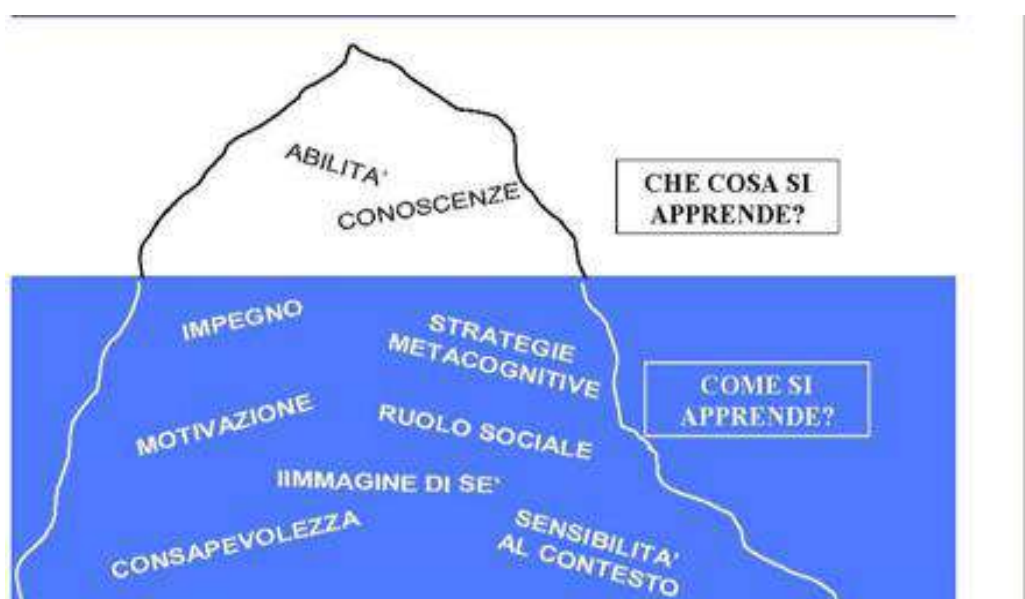 ABILITA'
CONOSCENZE
CHE COSA SI
APPRENDE?
IMPEGNO
STRATEGIE
METACOGNITIVE
COME SI
APPRENDE?
MOTIVAZIONE
RUOLO SOCIALE
IIMMAGINE DI SE'
CONSAPEVOLEZZA
SENSIBILITA'
AL CONTESTO